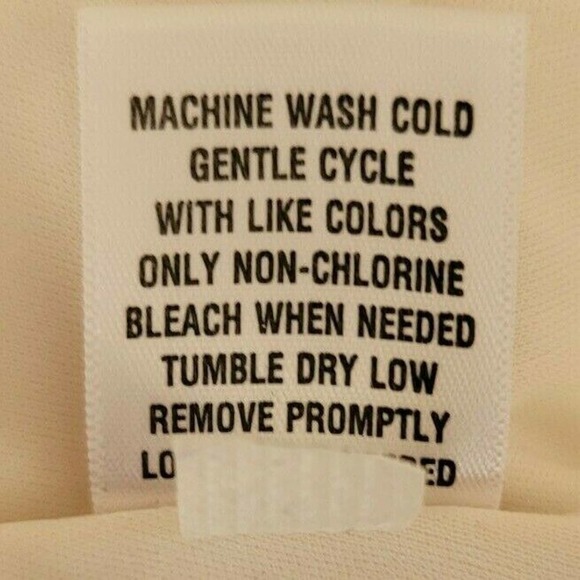 MACHINE WASH COLD
GENTLE CYCLE
WITH LIKE COLORS
ONLY NON-CHLORINE
BLEACH WHEN NEEDED
TUMBLE DRY LOW
REMOVE PROMPTLY